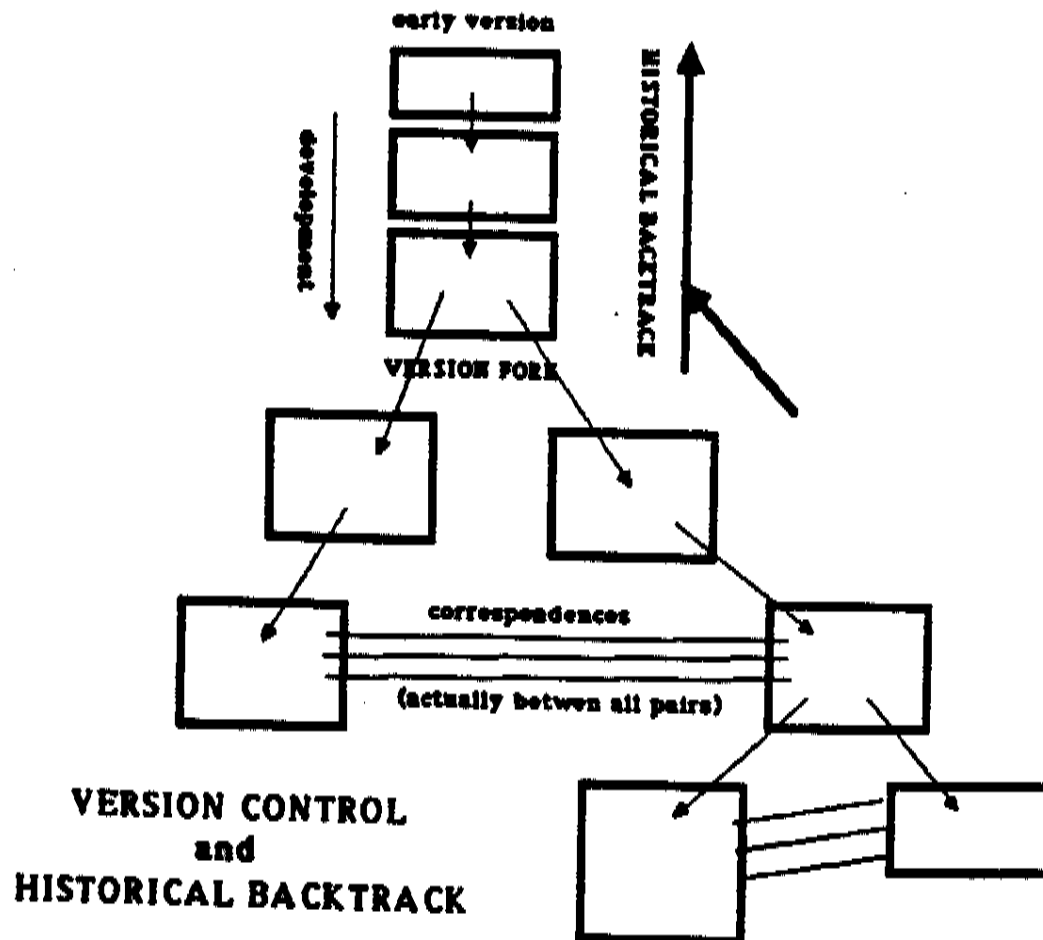 early version
development
HISTORICAL BACKTRACK
VERSION FORK
correspondences
(actually betwen all pairs)
VERSION CONTROL
and
HISTORICAL BACKTRACK